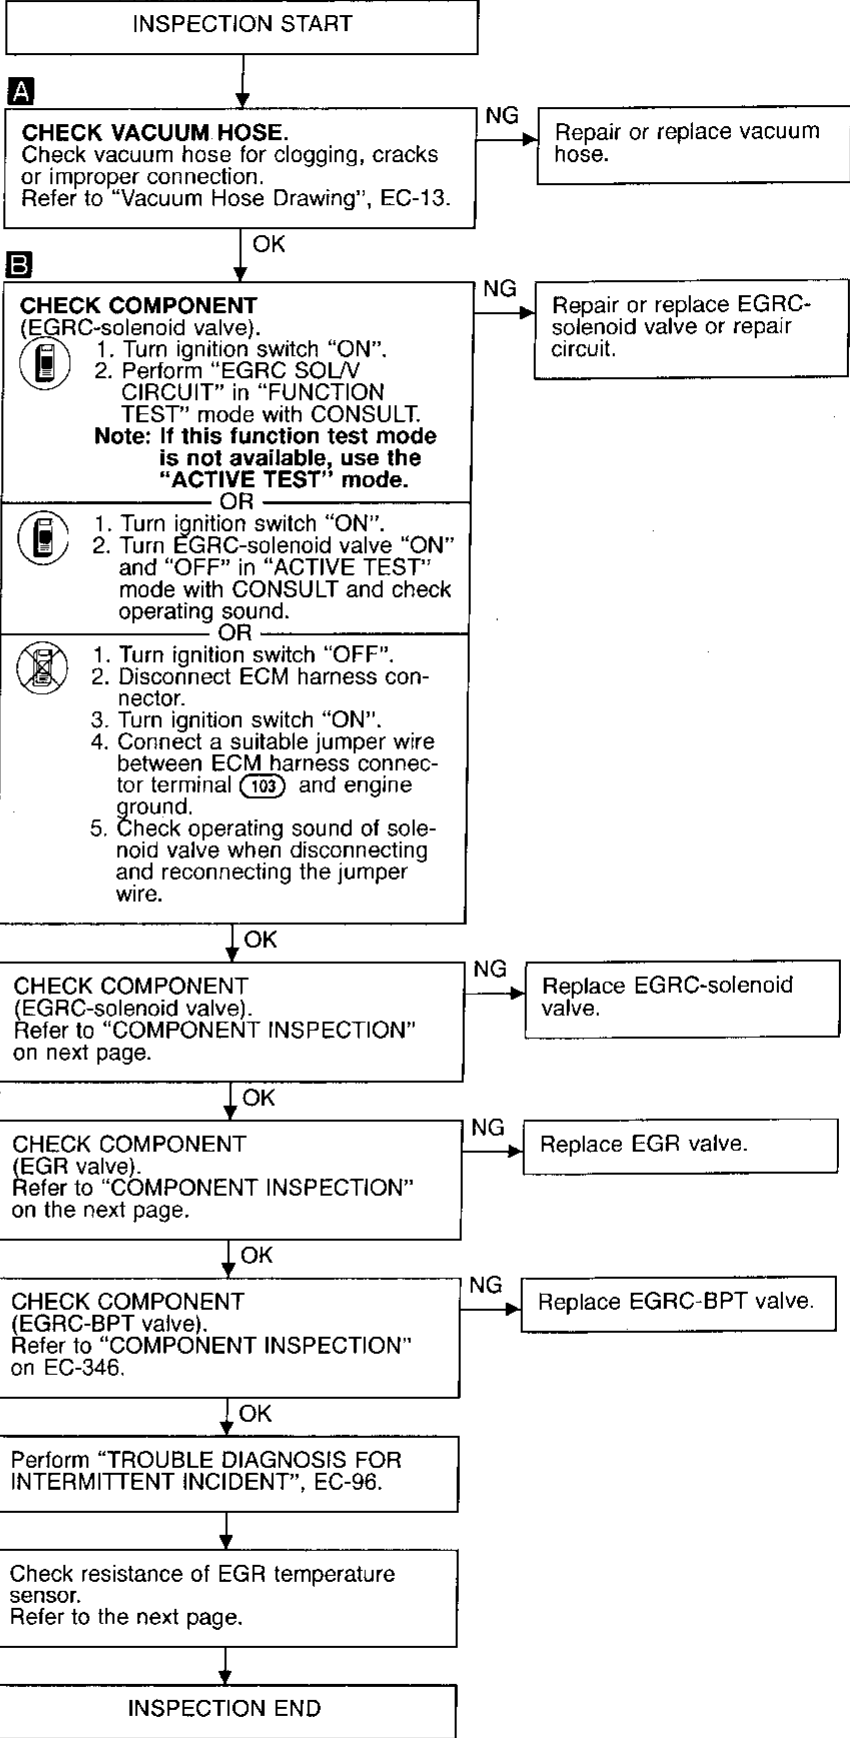 INSPECTION START
A
CHECK VACUUM HOSE.
Check vacuum hose for clogging, cracks
or improper connection.
Refer to “Vacuum Hose Drawing”, EC-13.
NG
Repair or replace vacuum
hose.
OK
B
CHECK COMPONENT
(EGRC-solenoid valve).
1. Turn ignition switch “ON”.
2. Perform “EGRC SOL/V
CIRCUIT” in “FUNCTION
TEST” mode with CONSULT.
Note: If this function test mode
is not available, use the
“ACTIVE TEST” mode.
OR
1. Turn ignition switch “ON”.
2. Turn EGRC-solenoid valve “ON”
and “OFF” in “ACTIVE TEST”
mode with CONSULT and check
operating sound.
OR
1. Turn ignition switch “OFF”.
2. Disconnect ECM harness con-
nector.
3. Turn ignition switch “ON”.
4. Connect a suitable jumper wire
between ECM harness connec-
tor terminal 103 and engine
ground.
5. Check operating sound of sole-
noid valve when disconnecting
and reconnecting the jumper
wire.
NG
Repair or replace EGRC-
solenoid valve or repair
circuit.
OK
CHECK COMPONENT
(EGRC-solenoid valve).
Refer to “COMPONENT INSPECTION”
on next page.
NG
Replace EGRC-solenoid
valve.
OK
CHECK COMPONENT
(EGR valve).
Refer to “COMPONENT INSPECTION”
on the next page.
NG
Replace EGR valve.
OK
CHECK COMPONENT
(EGRC-BPT valve).
Refer to “COMPONENT INSPECTION”
on EC-346.
NG
Replace EGRC-BPT valve.
OK
Perform “TROUBLE DIAGNOSIS FOR
INTERMITTENT INCIDENT”, EC-96.
Check resistance of EGR temperature
sensor.
Refer to the next page.
INSPECTION END